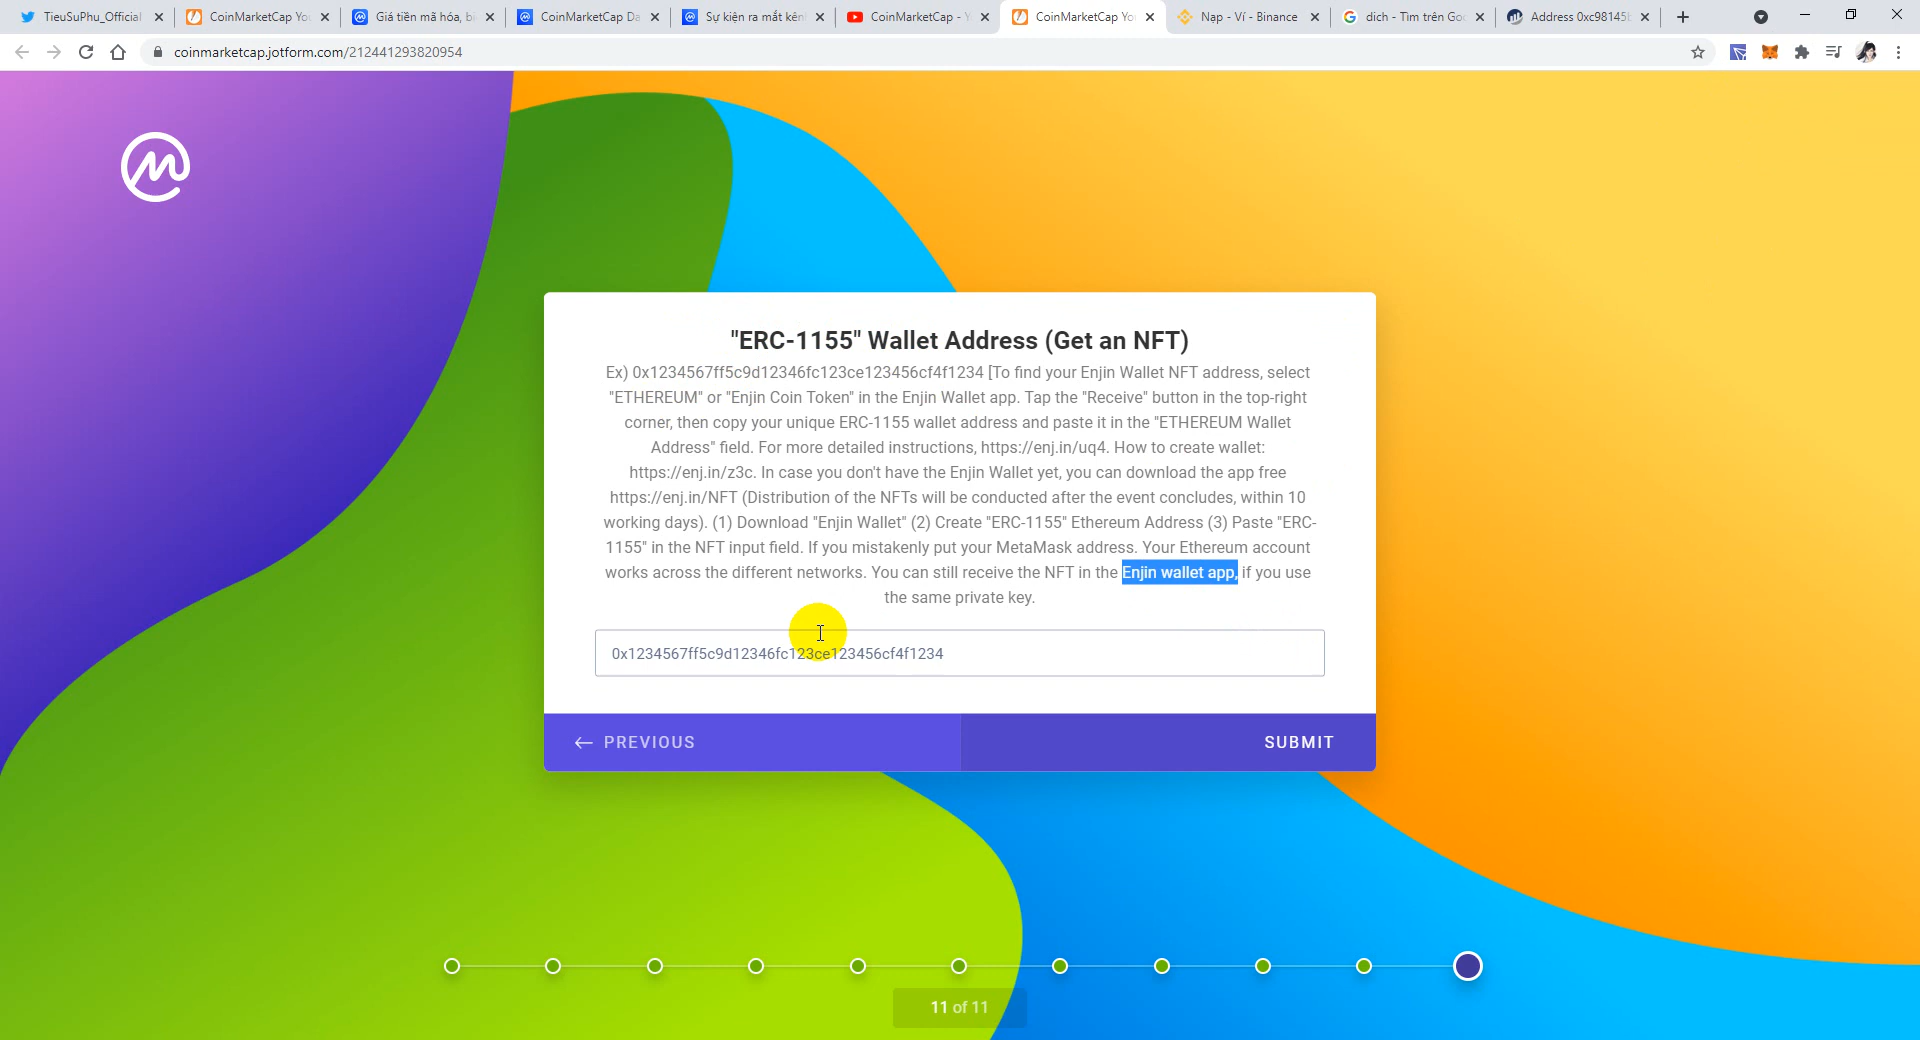 TieuSuPhu_Official
CoinMarketCap You
Giá tiền mã hóa, bi
CoinMarketCap Da
Sự kiện ra mắt kên
CoinMarketCap - Y
CoinMarketCap You
Nạp - Ví - Binance
dich - Tìm trên Goo
Address 0xc98145
coinmarketcap.jotform.com/212441293820954
"ERC-1155" Wallet Address (Get an NFT)
Ex) 0x1234567ff5c9d12346fc123ce123456cf4f1234 [To find your Enjin Wallet NFT address, select
"ETHEREUM" or "Enjin Coin Token" in the Enjin Wallet app. Tap the "Receive" button in the top-right
corner, then copy your unique ERC-1155 wallet address and paste it in the "ETHEREUM Wallet
Address" field. For more detailed instructions, https://enj.in/uq4. How to create wallet:
https://enj.in/z3c. In case you don't have the Enjin Wallet yet, you can download the app free
https://enj.in/NFT (Distribution of the NFTs will be conducted after the event concludes, within 10
working days). (1) Download "Enjin Wallet" (2) Create "ERC-1155" Ethereum Address (3) Paste "ERC-
1155" in the NFT input field. If you mistakenly put your MetaMask address. Your Ethereum account
works across the different networks. You can still receive the NFT in the Enjin wallet app, if you use
the same private key.
0x1234567ff5c9d12346fc123ce123456cf4f1234
← PREVIOUS
SUBMIT
11 of 11